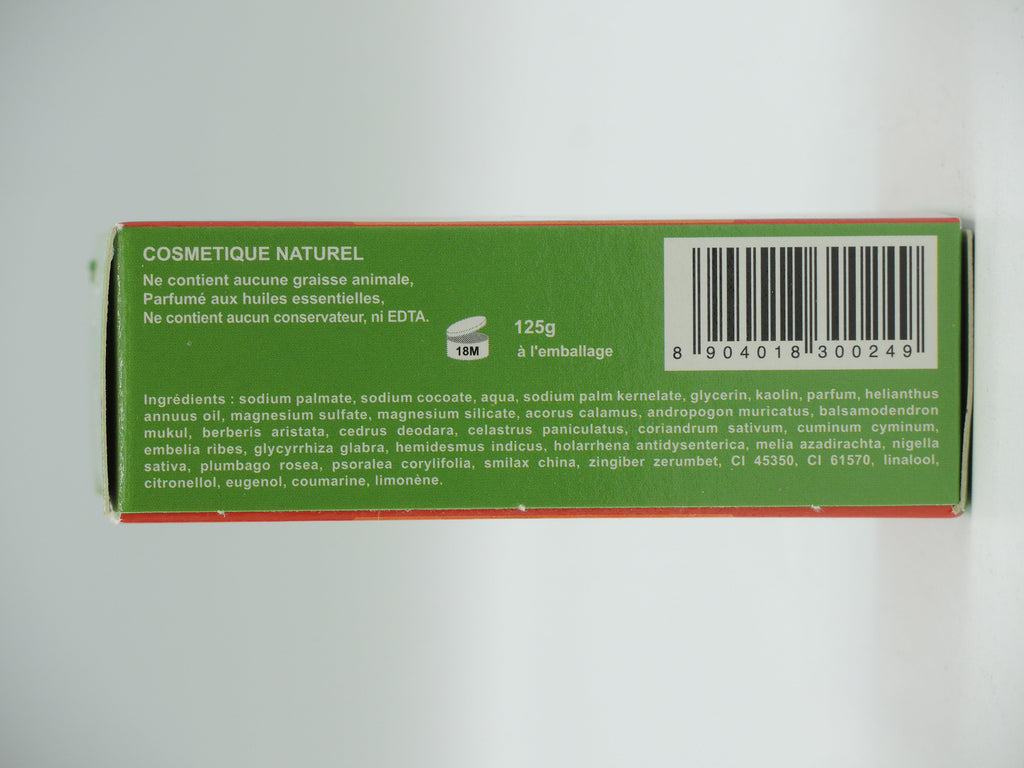 COSMETIQUE NATUREL
Ne contient aucune graisse animale,
Parfumé aux huiles essentielles,
Ne contient aucun conservateur, ni EDTA.
18M
125g
à l'emballage
8 904018 300249
Ingrédients : sodium palmate, sodium cocoate, aqua, sodium palm kernelate, glycerin, kaolin, parfum, helianthus
annuus oil, magnesium sulfate, magnesium silicate, acorus calamus, andropogon muricatus, balsamodendron
mukul, berberis aristata, cedrus deodara, celastrus paniculatus, coriandrum sativum, cuminum cyminum,
embelia ribes, glycyrrhiza glabra, hemidesmus indicus, holarrhena antidysenterica, melia azadirachta, nigella
sativa, plumbago rosea, psoralea corylifolia, smilax china, zingiber zerumbet, CI 45350, CI 61570, linalool,
citronellol, eugenol, coumarine, limonène.